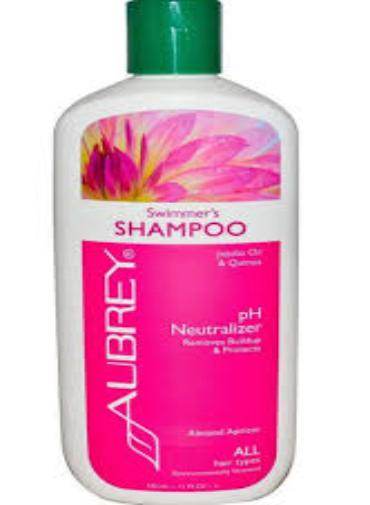 Swimmer's
SHAMPOO
Jojoba Oil
& Quinoa
AUBREY®
pH
Neutralizer
Removes Buildup
& Protects
Almond Apricot
ALL
hair types